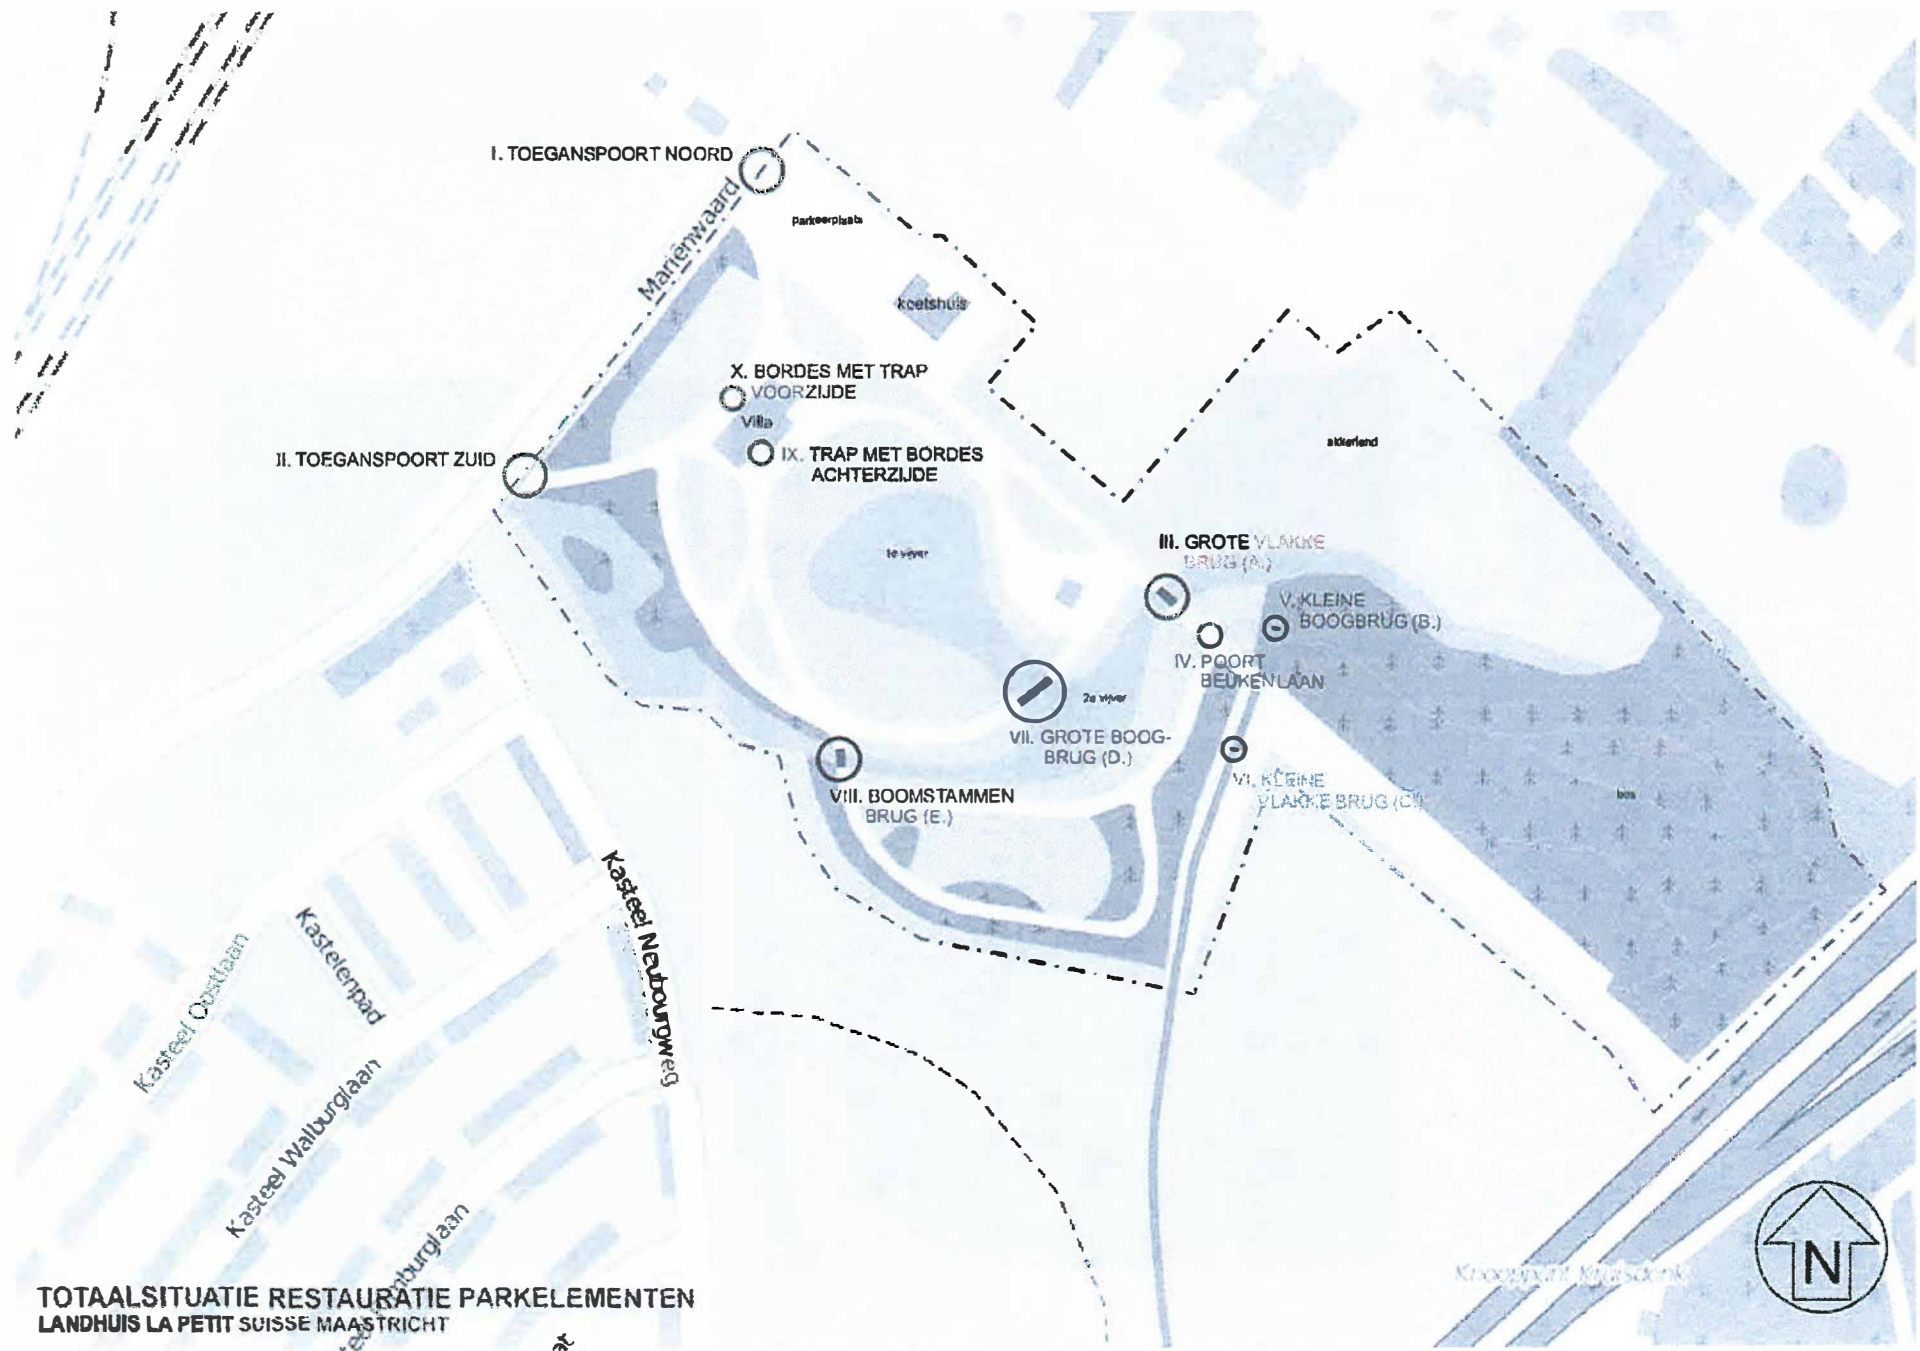 I. TOEGANSPOORT NOORD
Mariënwaard
parkeerplaats
koetshuis
X. BORDES MET TRAP
VOORZIJDE
Villa
II. TOEGANSPOORT ZUID
IX. TRAP MET BORDES
ACHTERZIJDE
akkerland
1e vijver
III. GROTE VLAKKE
BRUG (A.)
V. KLEINE
BOOGBRUG (B.)
IV. POORT
BEUKENLAAN
2e vijver
VII. GROTE BOOG-
BRUG (D.)
VI. KLEINE
VLAKKE BRUG (C.)
bos
VIII. BOOMSTAMMEN
BRUG (E.)
Kasteel Neubourgweg
Kastelenpad
Kasteel Oostlaan
Kasteel Walburglaan
mburglaan
Knooppunt Kruisdonk
N
TOTAALSITUATIE RESTAURATIE PARKELEMENTEN
LANDHUIS LA PETIT SUISSE MAASTRICHT